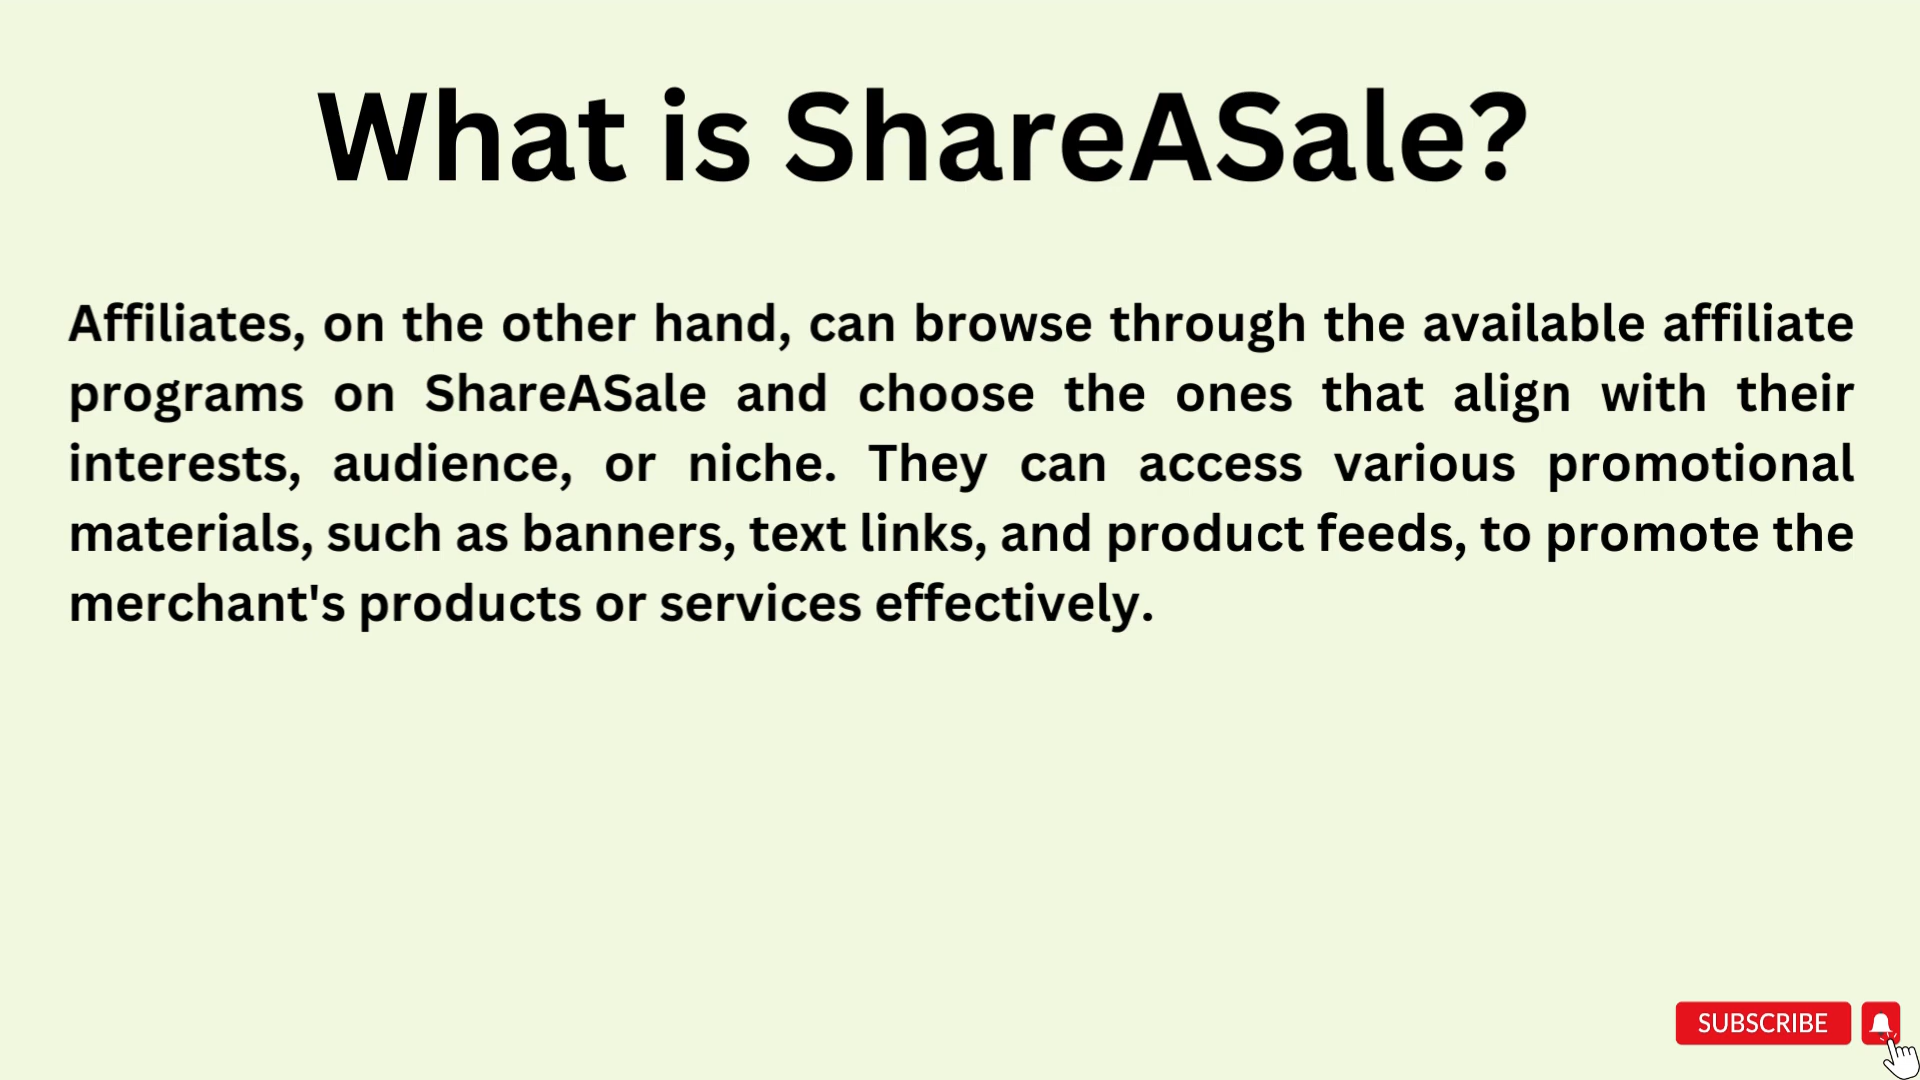 What is ShareASale?
Affiliates, on the other hand, can browse through the available affiliate
programs on ShareASale and choose the ones that align with their
interests, audience, or niche. They can access various promotional
materials, such as banners, text links, and product feeds, to promote the
merchant's products or services effectively.
SUBSCRIBE